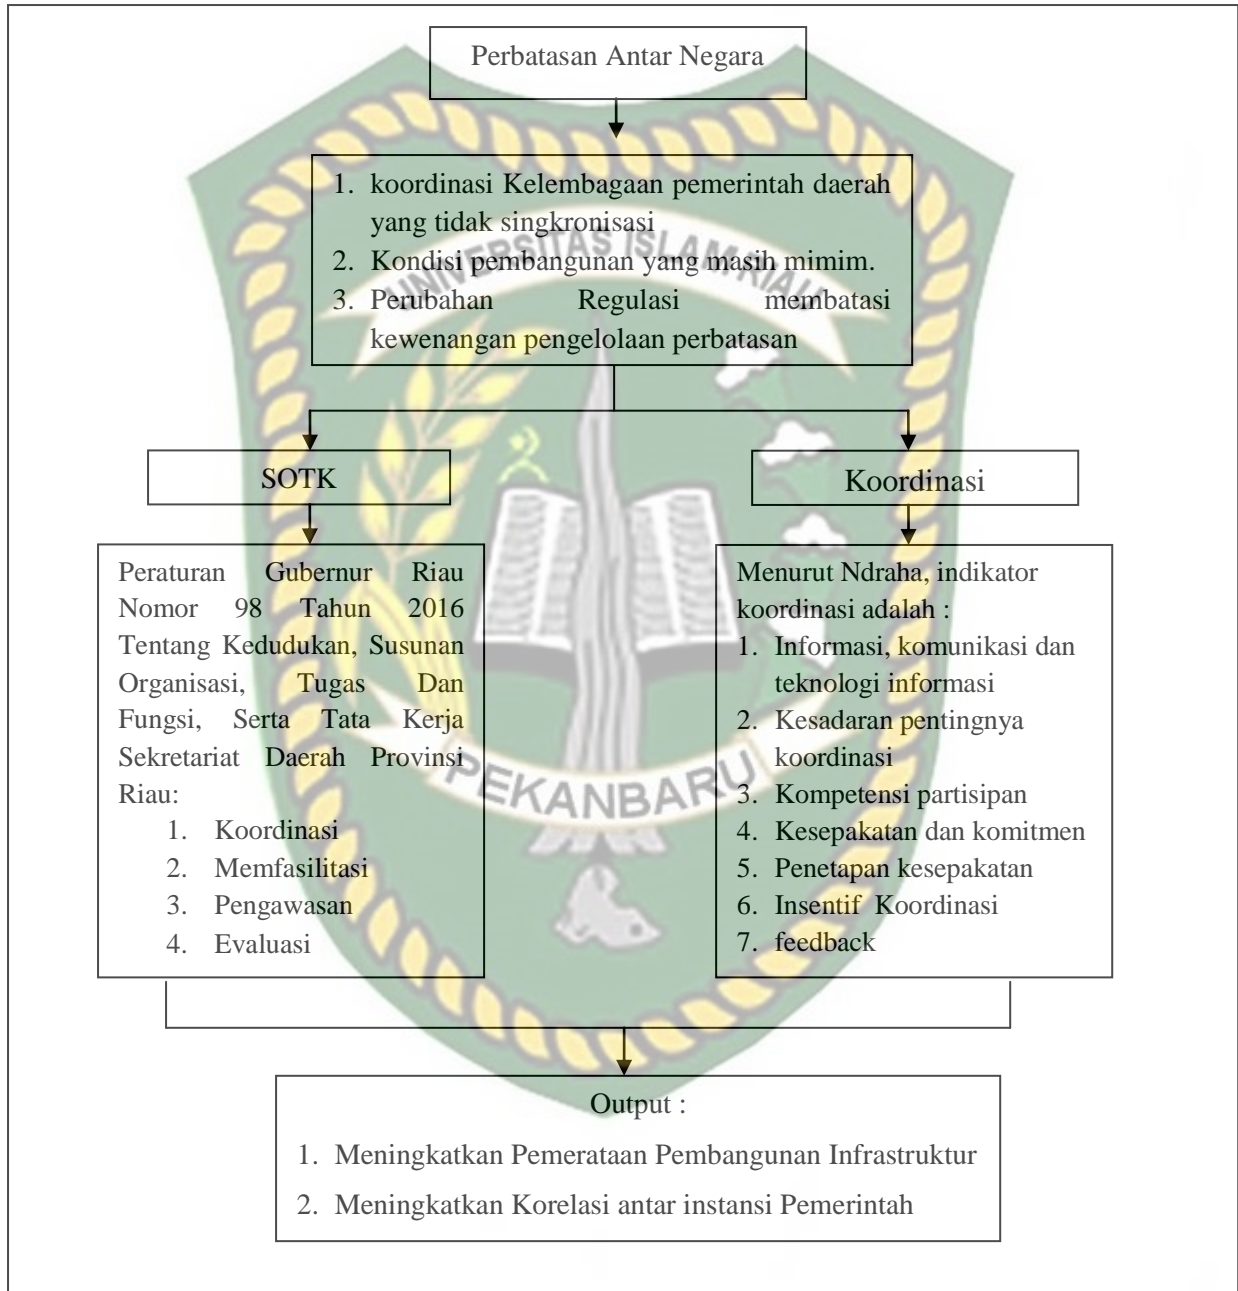 Perbatasan Antar Negara
1. koordinasi Kelembagaan pemerintah daerah
yang tidak singkronisasi
2. Kondisi pembangunan yang masih mimim.
3. Perubahan Regulasi membatasi
kewenangan pengelolaan perbatasan
UNIVERSITAS ISLAM RIAU
SOTK
Koordinasi
Peraturan Gubernur Riau
Nomor 98 Tahun 2016
Tentang Kedudukan, Susunan
Organisasi, Tugas Dan
Fungsi, Serta Tata Kerja
Sekretariat Daerah Provinsi
Riau:
1. Koordinasi
2. Memfasilitasi
3. Pengawasan
4. Evaluasi
Menurut Ndraha, indikator
koordinasi adalah :
1. Informasi, komunikasi dan
teknologi informasi
2. Kesadaran pentingnya
koordinasi
3. Kompetensi partisipan
4. Kesepakatan dan komitmen
5. Penetapan kesepakatan
6. Insentif Koordinasi
7. feedback
PEKANBARU
Output :
1. Meningkatkan Pemerataan Pembangunan Infrastruktur
2. Meningkatkan Korelasi antar instansi Pemerintah